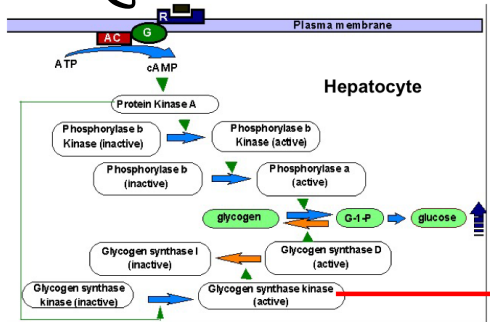 R
Plasma membrane
G
AC
ATP
cAMP
Hepatocyte
Protein Kinase A
Phosphorylase b
Kinase (inactive)
Phosphorylase b
Kinase (active)
Phosphorylase b
(inactive)
Phosphorylase a
(active)
glycogen
G-1-P
glucose
Glycogen synthase I
(inactive)
Glycogen synthase D
(active)
Glycogen synthase
kinase (inactive)
Glycogen synthase kinase
(active)